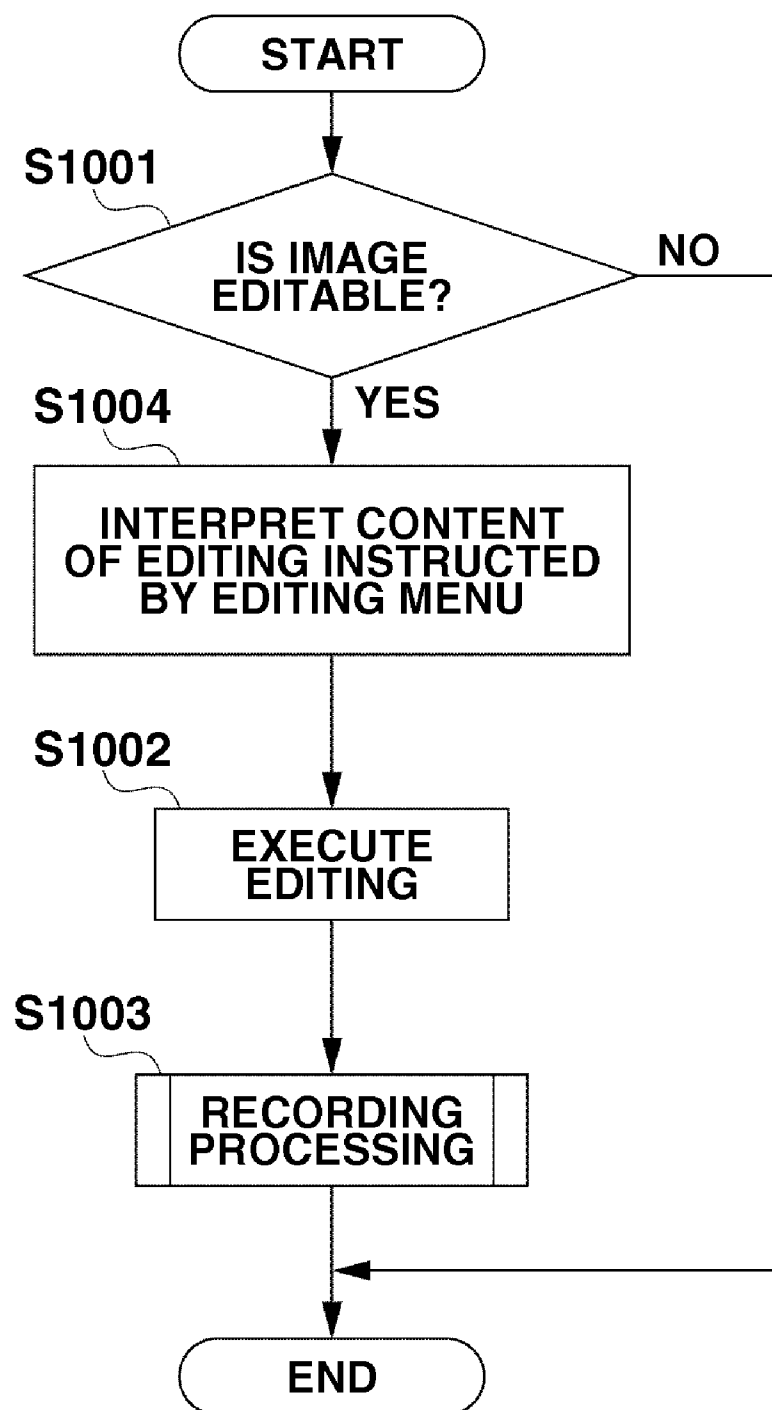 START
S1001
IS IMAGE
EDITABLE?
NO
YES
S1004
INTERPRET CONTENT
OF EDITING INSTRUCTED
BY EDITING MENU
S1002
EXECUTE
EDITING
S1003
RECORDING
PROCESSING
END